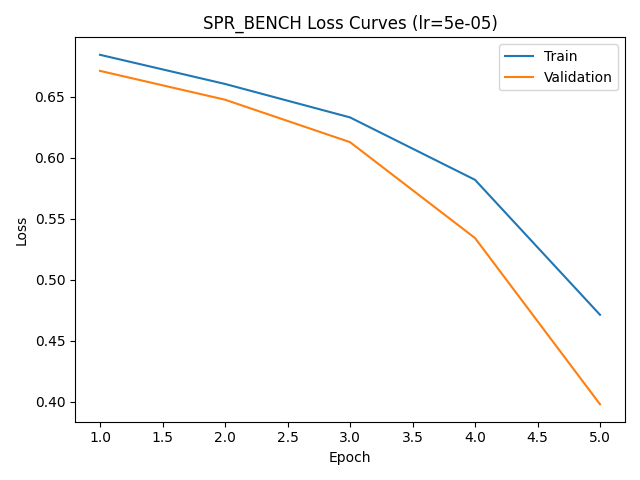 SPR_BENCH Loss Curves (lr=5e-05)
Train
Validation
Loss
0.65
0.60
0.55
0.50
0.45
0.40
1.0 1.5 2.0 2.5 3.0 3.5 4.0 4.5 5.0
Epoch